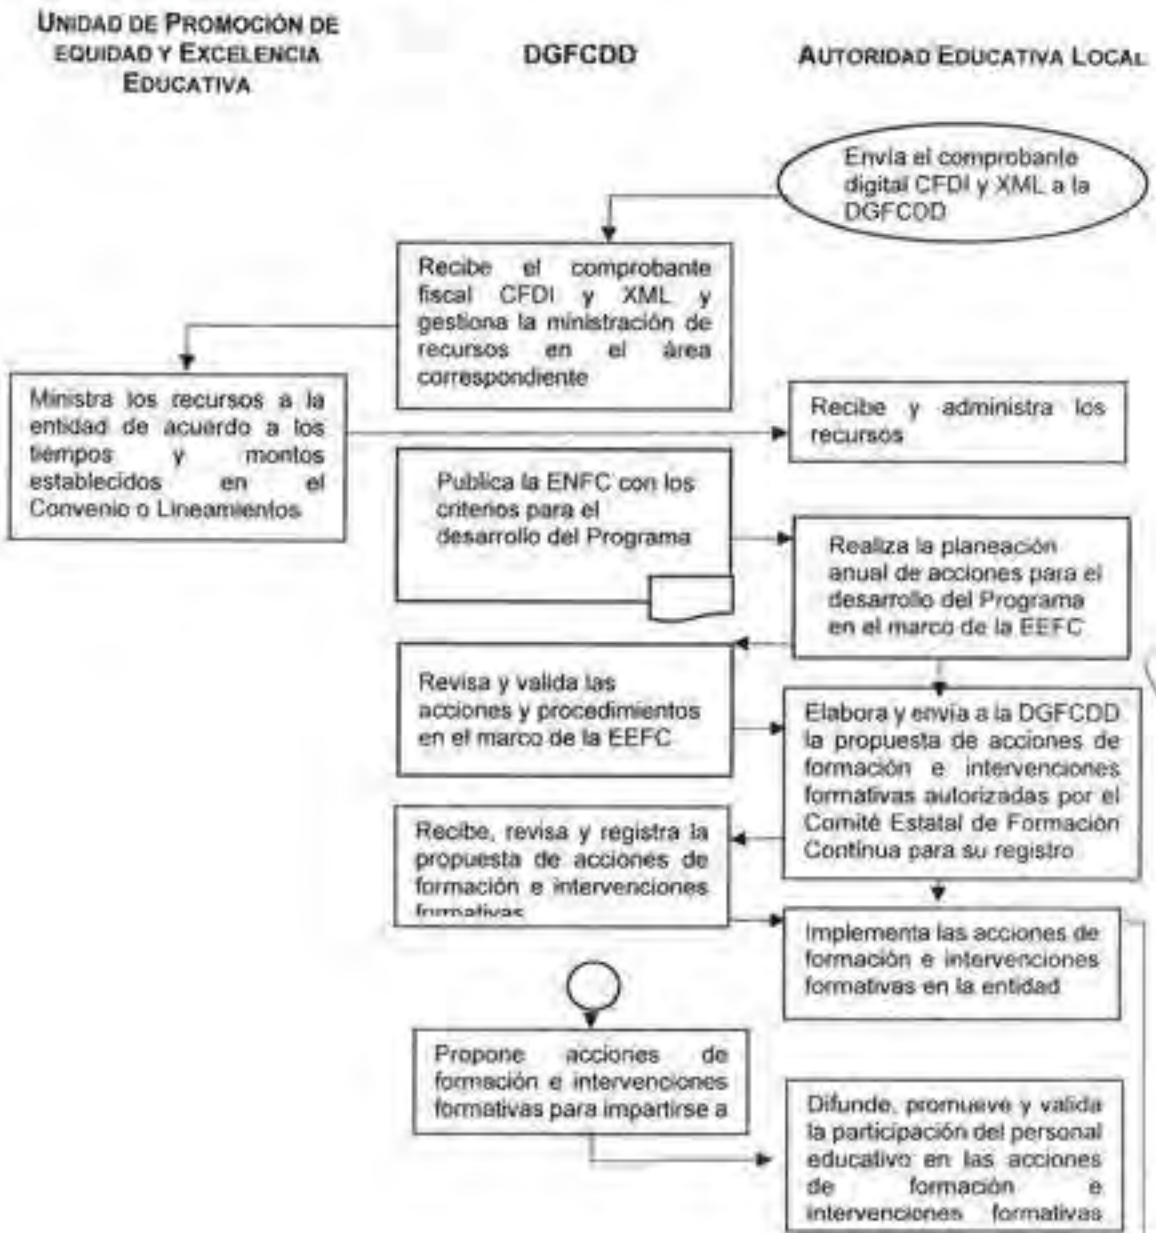 UNIDAD DE PROMOCIÓN DE
EQUIDAD Y EXCELENCIA
EDUCATIVA
DGFCDD
AUTORIDAD EDUCATIVA LOCAL
Envía el comprobante
digital CFDI y XML a la
DGFCOD
Recibe el comprobante
fiscal CFDI y XML y
gestiona la ministración de
recursos en el área
correspondiente
Ministra los recursos a la
entidad de acuerdo a los
tiempos y montos
establecidos en el
Convenio o Lineamientos
Recibe y administra los
recursos
Publica la ENFC con los
criterios para el
desarrollo del Programa
Realiza la planeación
anual de acciones para el
desarrollo del Programa
en el marco de la EEFC
Revisa y valida las
acciones y procedimientos
en el marco de la EEFC
Elabora y envía a la DGFCDD
la propuesta de acciones de
formación e intervenciones
formativas autorizadas por el
Comité Estatal de Formación
Continua para su registro
Recibe, revisa y registra la
propuesta de acciones de
formación e intervenciones
formativas
Implementa las acciones de
formación e intervenciones
formativas en la entidad
Propone acciones de
formación e intervenciones
formativas para impartirse a
Difunde, promueve y valida
la participación del personal
educativo en las acciones
de formación e
intervenciones formativas